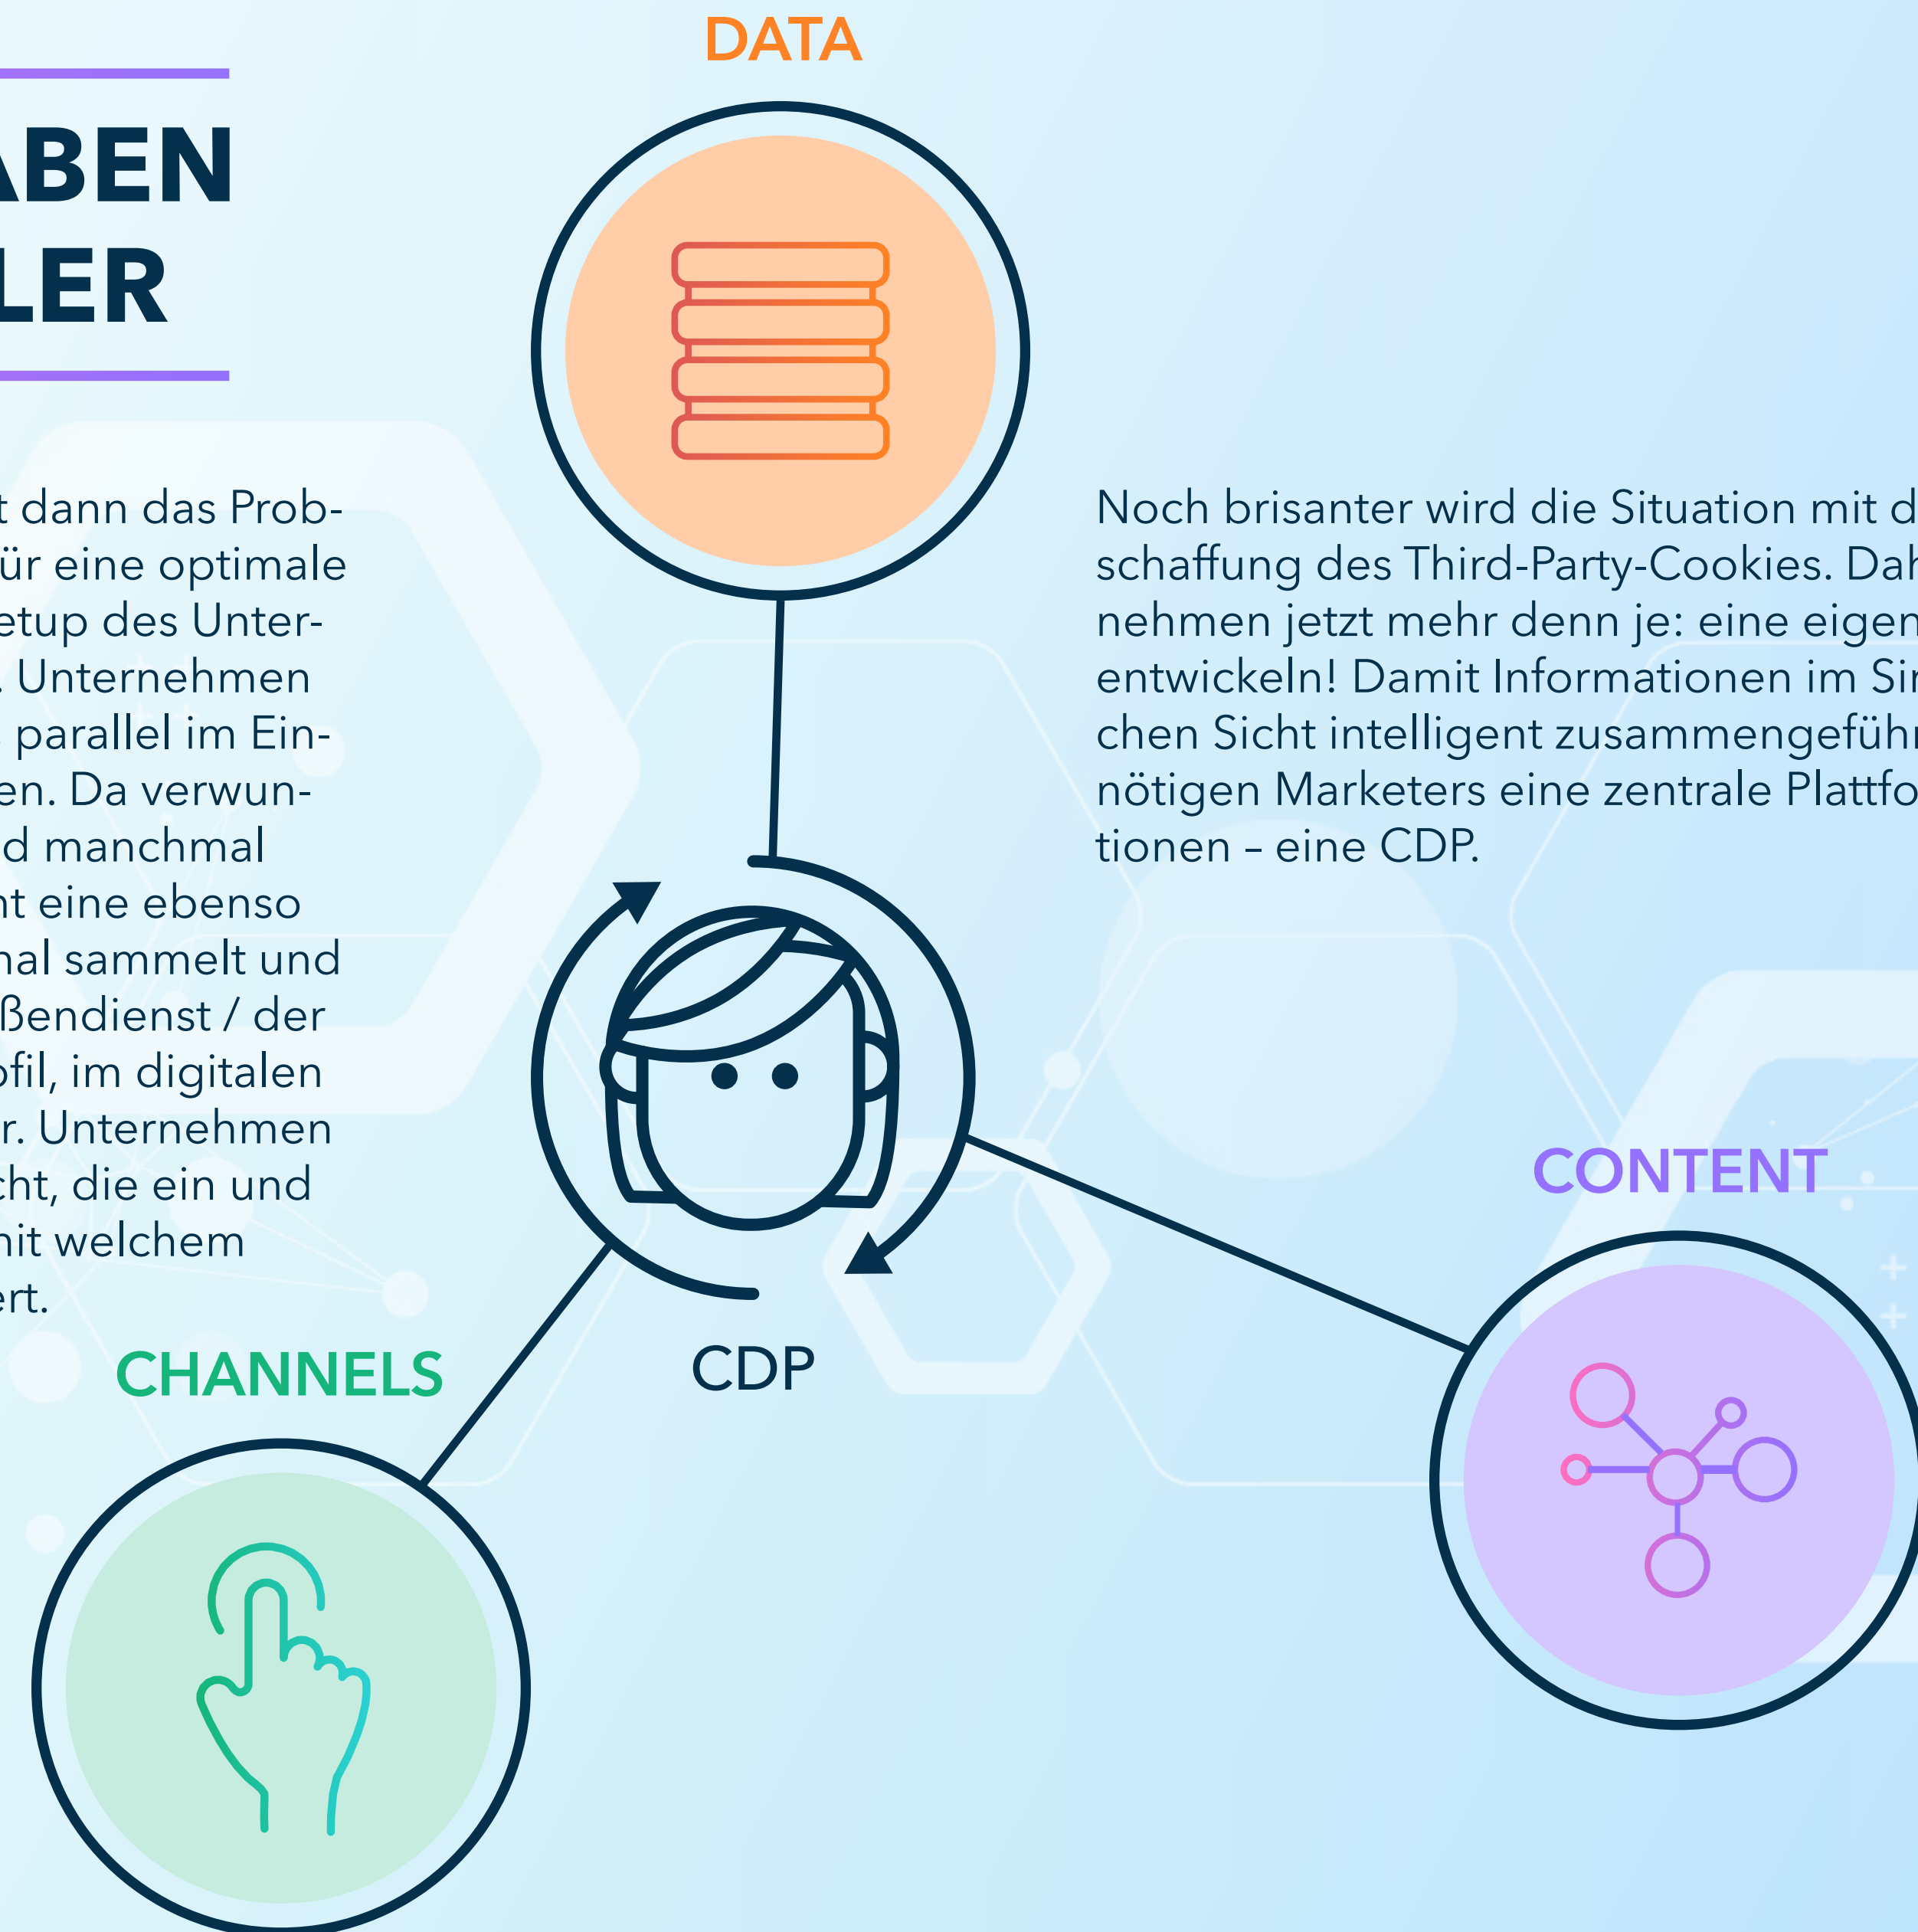 DATA
ABEN
LER
t dann das Prob-
ür eine optimale
etup des Unter-
. Unternehmen
parallel im Ein-
en. Da verwun-
d manchmal
nt eine ebenso
nal sammelt und
ßendienst / der
ofil, im digitalen
r. Unternehmen
cht, die ein und
mit welchem
ert.
Noch brisanter wird die Situation mit d
schaffung des Third-Party-Cookies. Dah
nehmen jetzt mehr denn je: eine eigen
entwickeln! Damit Informationen im Sin
chen Sicht intelligent zusammengeführ
nötigen Marketers eine zentrale Plattfo
tionen – eine CDP.
CONTENT
CHANNELS
CDP